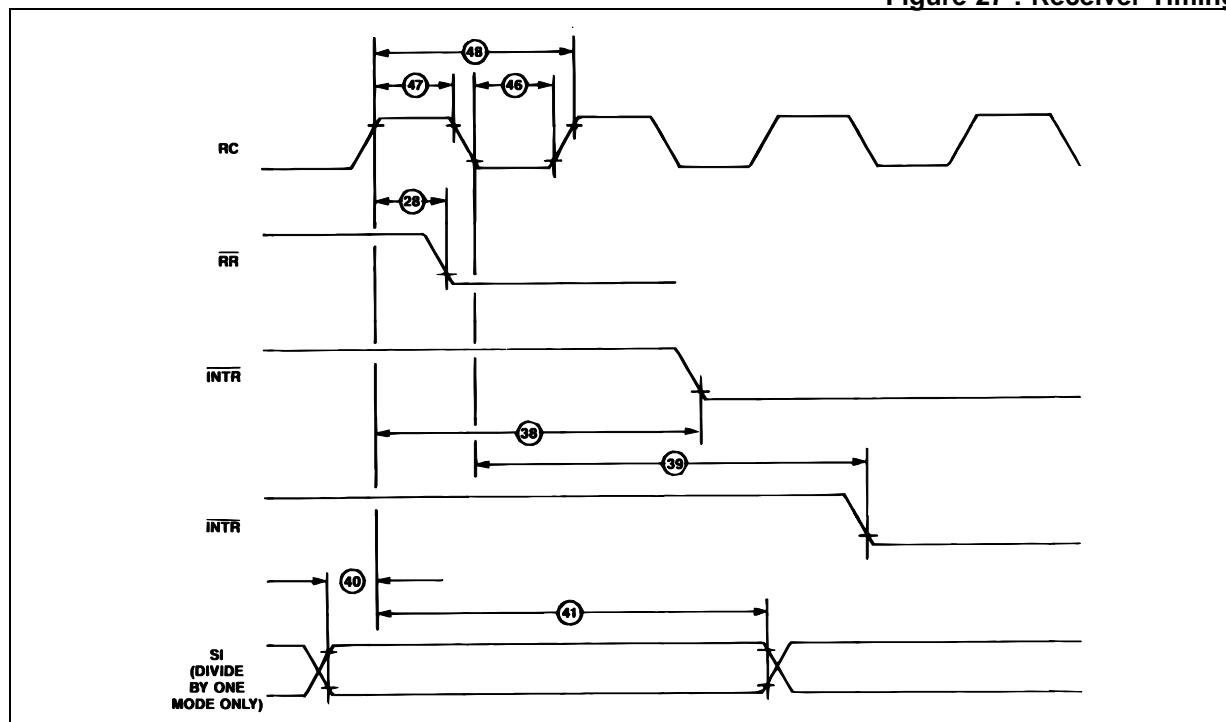 Figure 27 : Receiver Timing
48
47
46
RC
28
RR
INTR
38
39
INTR
40
41
SI
(DIVIDE
BY ONE
MODE ONLY)